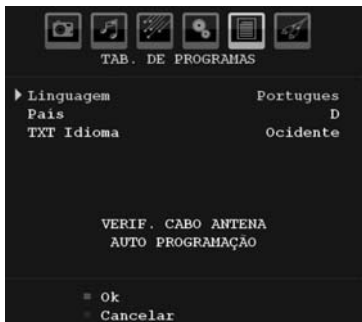 TAB. DE PROGRAMAS
Linguagem Portugues
Pais D
TXT Idioma Ocidente
VERIF. CABO ANTENA
AUTO PROGRAMAÇÃO
Ok
Cancelar